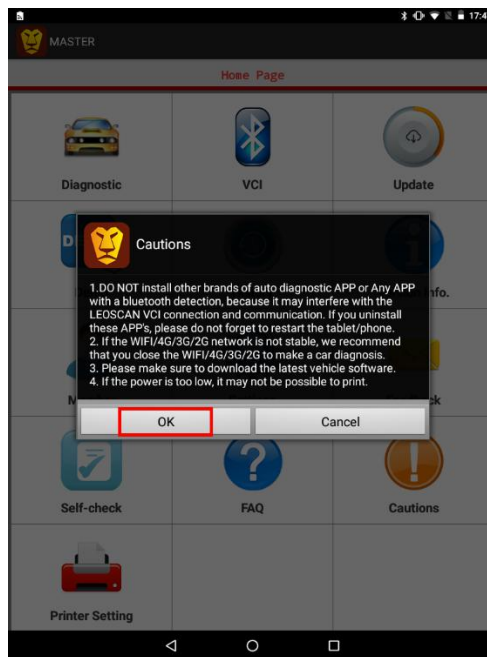 17:4
MASTER
Home Page
Diagnostic
VCI
Update
Cautions
1.DO NOT install other brands of auto diagnostic APP or Any APP
with a bluetooth detection, because it may interfere with the
LEOSCAN VCI connection and communication. If you uninstall
these APP's, please do not forget to restart the tablet/phone.
2. If the WIFI/4G/3G/2G network is not stable, we recommend
that you close the WIFI/4G/3G/2G to make a car diagnosis.
3. Please make sure to download the latest vehicle software.
4. If the power is too low, it may not be possible to print.
nfo.
OK
Cancel
Self-check
FAQ
Cautions
Printer Setting